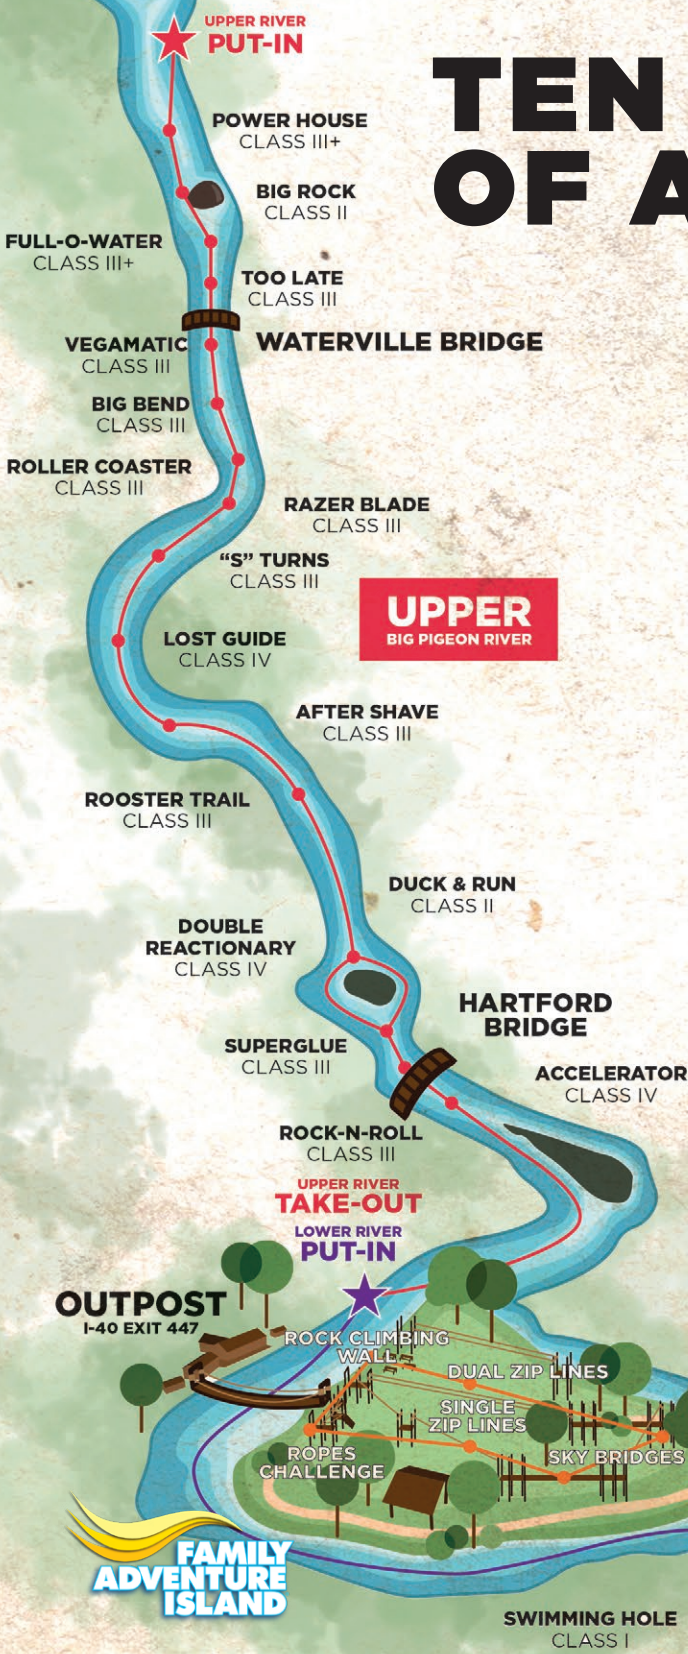 UPPER RIVER
PUT-IN
TEN
OF A
POWER HOUSE
CLASS III+
BIG ROCK
CLASS II
FULL-O-WATER
CLASS III+
TOO LATE
CLASS III
WATERVILLE BRIDGE
VEGAMATIC
CLASS III
BIG BEND
CLASS III
ROLLER COASTER
CLASS III
RAZER BLADE
CLASS III
“S” TURNS
CLASS III
UPPER
BIG PIGEON RIVER
LOST GUIDE
CLASS IV
AFTER SHAVE
CLASS III
ROOSTER TRAIL
CLASS III
DUCK & RUN
CLASS II
DOUBLE
REACTIONARY
CLASS IV
HARTFORD
BRIDGE
SUPERGLUE
CLASS III
ACCELERATOR
CLASS IV
ROCK-N-ROLL
CLASS III
UPPER RIVER
TAKE-OUT
LOWER RIVER
PUT-IN
OUTPOST
I-40 EXIT 447
ROCK CLIMBING
WALL
DUAL ZIP LINES
SINGLE
ZIP LINES
ROPES
CHALLENGE
SKY BRIDGES
FAMILY
ADVENTURE
ISLAND
SWIMMING HOLE
CLASS I